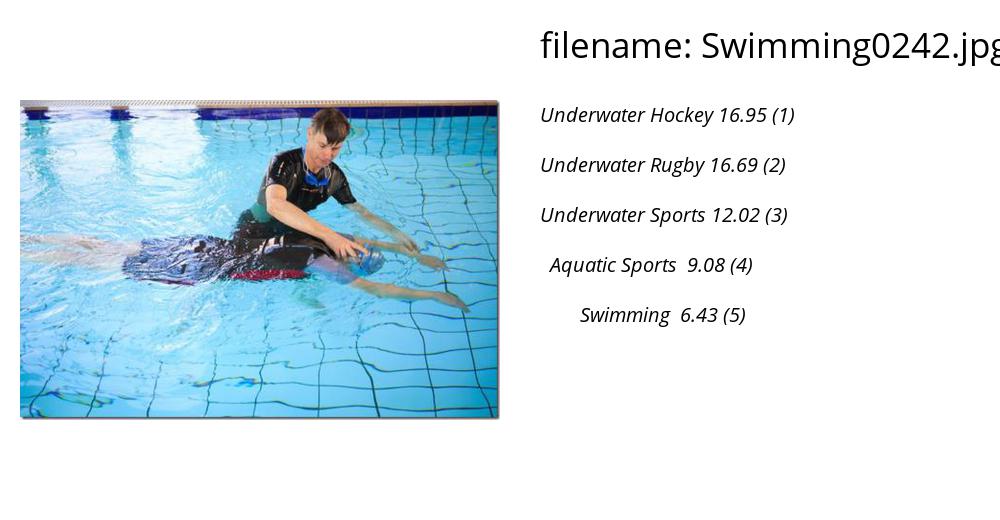 filename: Swimming0242.jpg
Underwater Hockey 16.95 (1)
Underwater Rugby 16.69 (2)
Underwater Sports 12.02 (3)
Aquatic Sports 9.08 (4)
Swimming 6.43 (5)